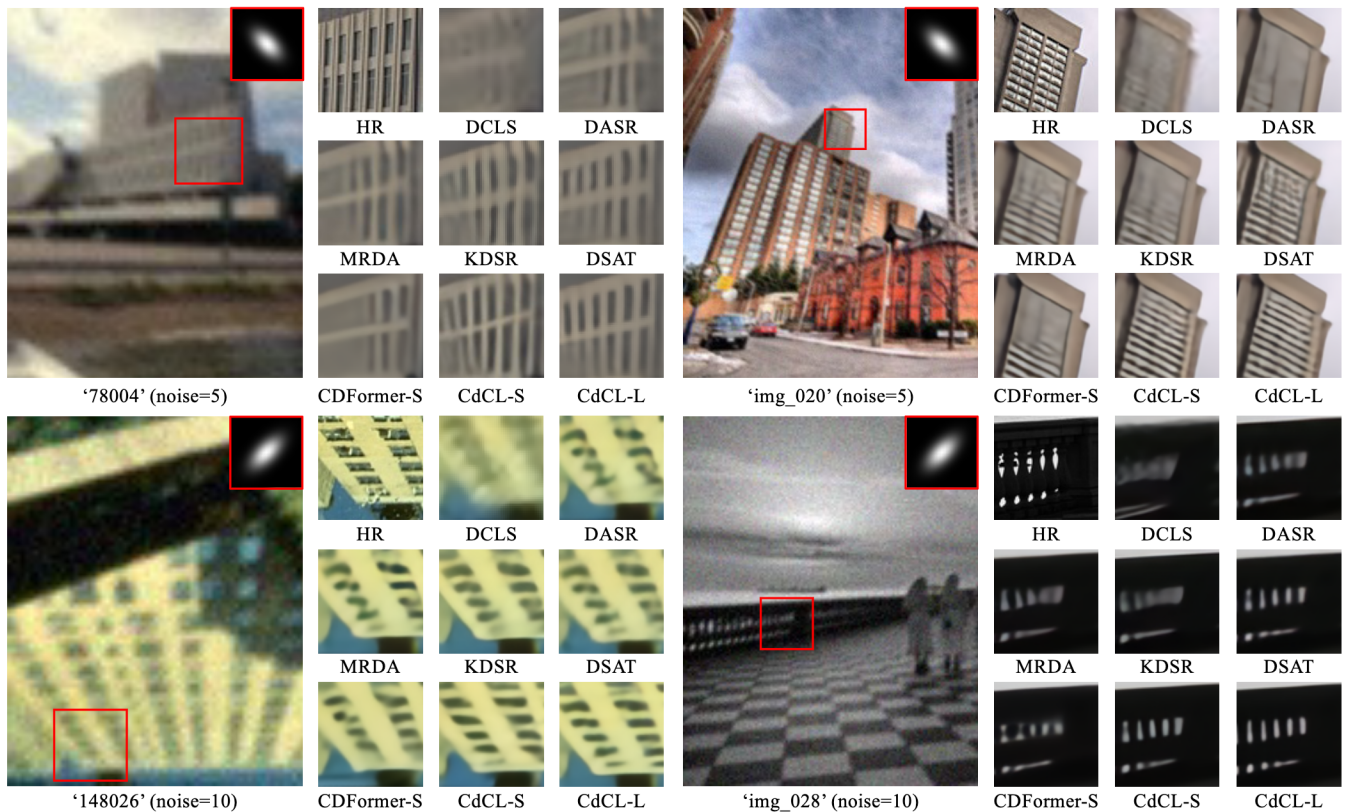 HR DCLS DASR HR DCLS DASR
MRDA KDSR DSAT MRDA KDSR DSAT
‘78004’ (noise=5) CDFormer-S CdCL-S CdCL-L ‘img_020’ (noise=5) CDFormer-S CdCL-S CdCL-L
HR DCLS DASR HR DCLS DASR
MRDA KDSR DSAT MRDA KDSR DSAT
‘148026’ (noise=10) CDFormer-S CdCL-S CdCL-L ‘img_028’ (noise=10) CDFormer-S CdCL-S CdCL-L